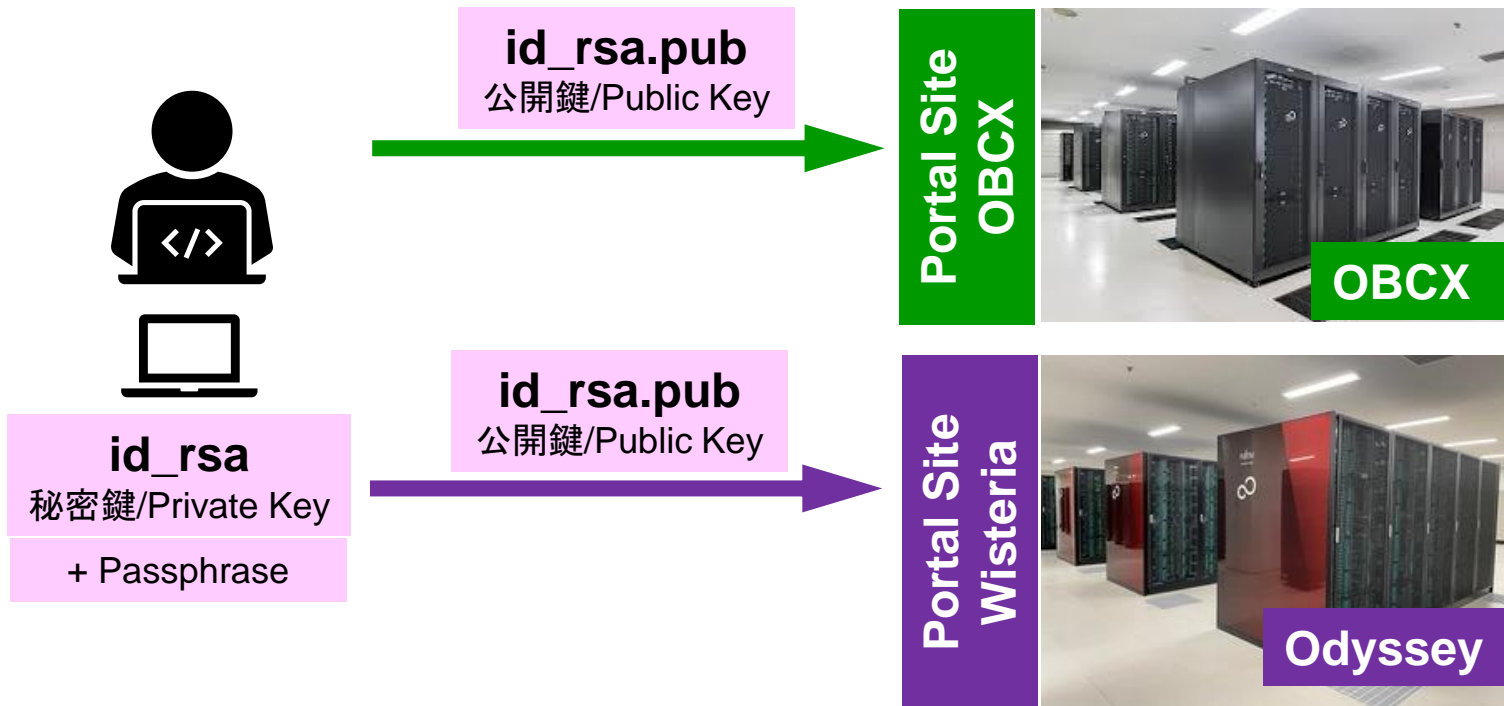 id_rsa.pub
公開鍵/Public Key
Portal Site
OBCX
OBCX
</>
id_rsa.pub
公開鍵/Public Key
Portal Site
Wisteria
Odyssey
id_rsa
秘密鍵/Private Key
+ Passphrase